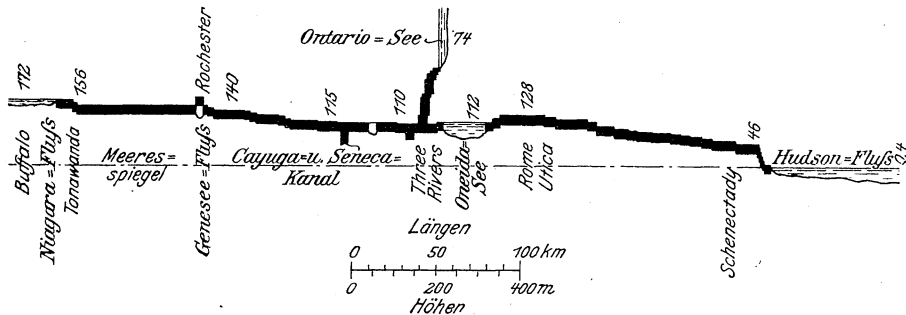 Ontario=See
74
172
156
Rochester
140
115
110
112
128
46
Buffalo
Niagara=Fluſs
Tonawanda
Meeres=
spiegel
Genesee=Fluſs
Cayuga=u. Seneca=
Kanal
Three
Rivers
Oneida=
See
Rome
Utica
Schenectady
Hudson=Fluſs
0,4
Längen
0 50 100 km
0 200 400 m
Höhen